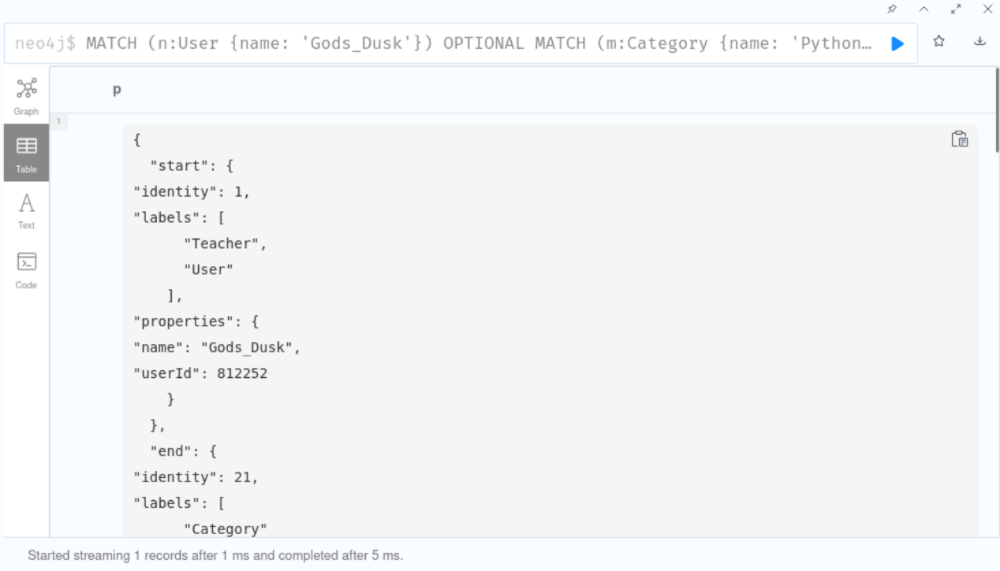 neo4j$ MATCH (n:User {name: 'Gods_Dusk'}) OPTIONAL MATCH (m:Category {name: 'Python…
Graph
Table
Text
Code
p
1
{
"start": {
"identity": 1,
"labels": [
"Teacher",
"User"
],
"properties": {
"name": "Gods_Dusk",
"userId": 812252
}
},
"end": {
"identity": 21,
"labels": [
"Category"
Started streaming 1 records after 1 ms and completed after 5 ms.